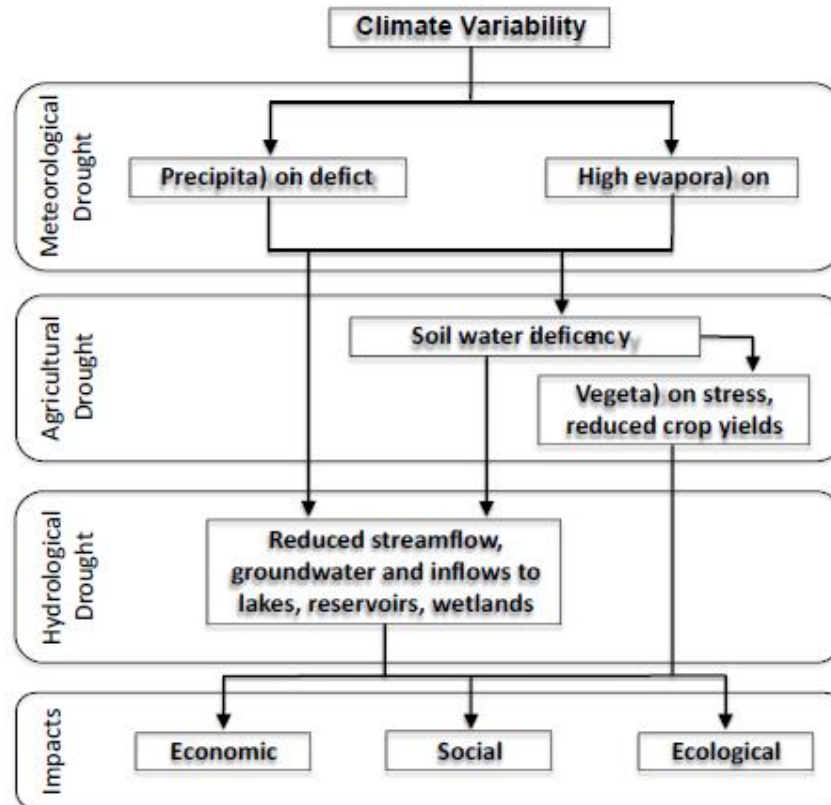 Climate Variability
Meteorological
Drought
Precipita) on defict
High evapora) on
Agricultural
Drought
Soil water deficency
Vegeta) on stress,
reduced crop yields
Hydrological
Drought
Reduced streamflow,
groundwater and inflows to
lakes, reservoirs, wetlands
Impacts
Economic
Social
Ecological